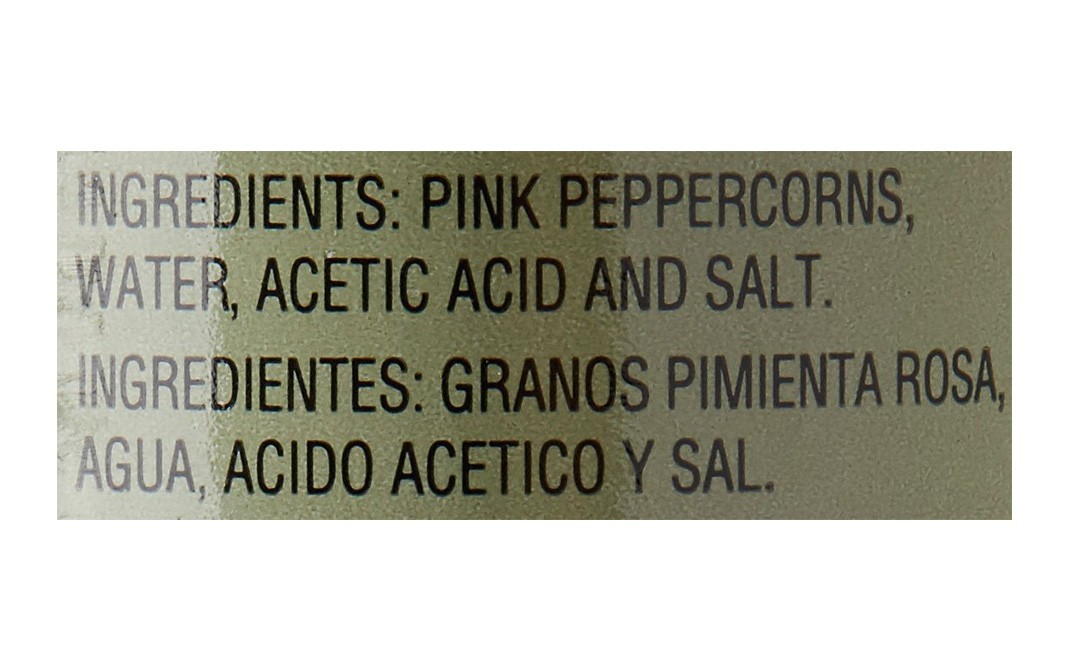 INGREDIENTS: PINK PEPPERCORNS,
WATER, ACETIC ACID AND SALT.
INGREDIENTES: GRANOS PIMIENTA ROSA,
AGUA, ACIDO ACETICO Y SAL.